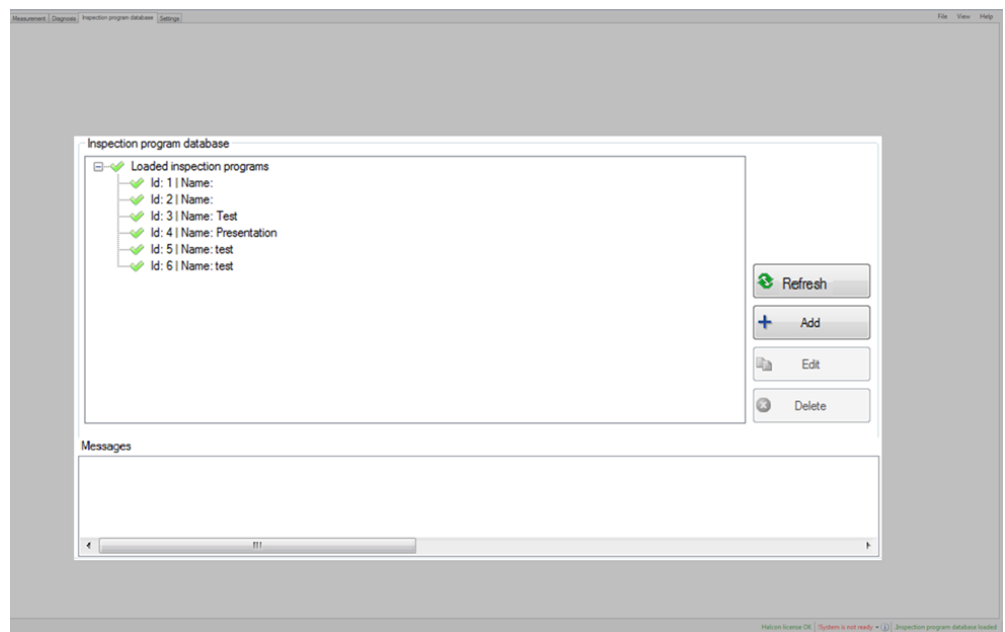 Measurement Diagnosis Inspection program database Settings File View Help
Inspection program database
Loaded inspection programs
Id: 1 | Name:
Id: 2 | Name:
Id: 3 | Name: Test
Id: 4 | Name: Presentation
Id: 5 | Name: test
Id: 6 | Name: test
Refresh
Add
Edit
Delete
Messages
Halcon license OK !System is not ready Inspection program database loaded